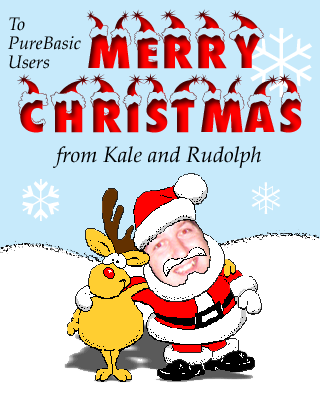 To
PureBasic
Users
MERRY
CHRISTMAS
from Kale and Rudolph